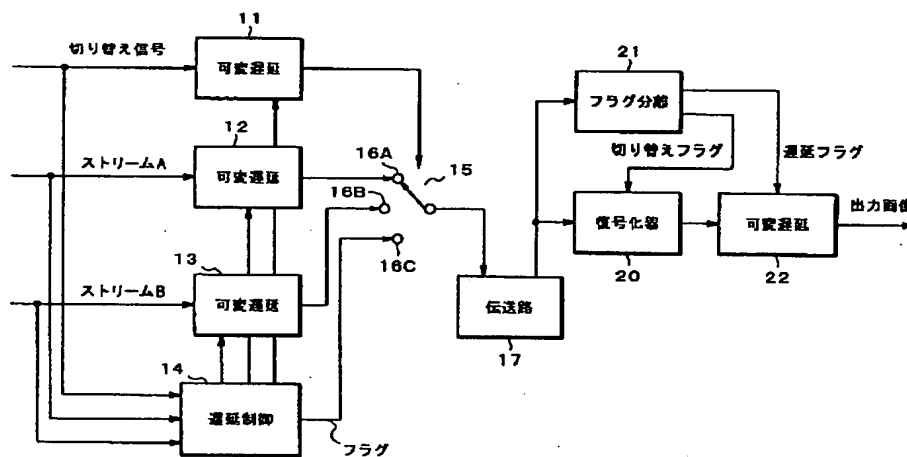 11
切り替え信号
可変遅延
12
ストリームA
可変遅延
16A
15
16B
16C
13
ストリームB
可変遅延
14
遅延制御
フラグ
伝送路
17
21
フラグ分離
切り替えフラグ
遅延フラグ
復号化器
20
可変遅延
22
出力画像